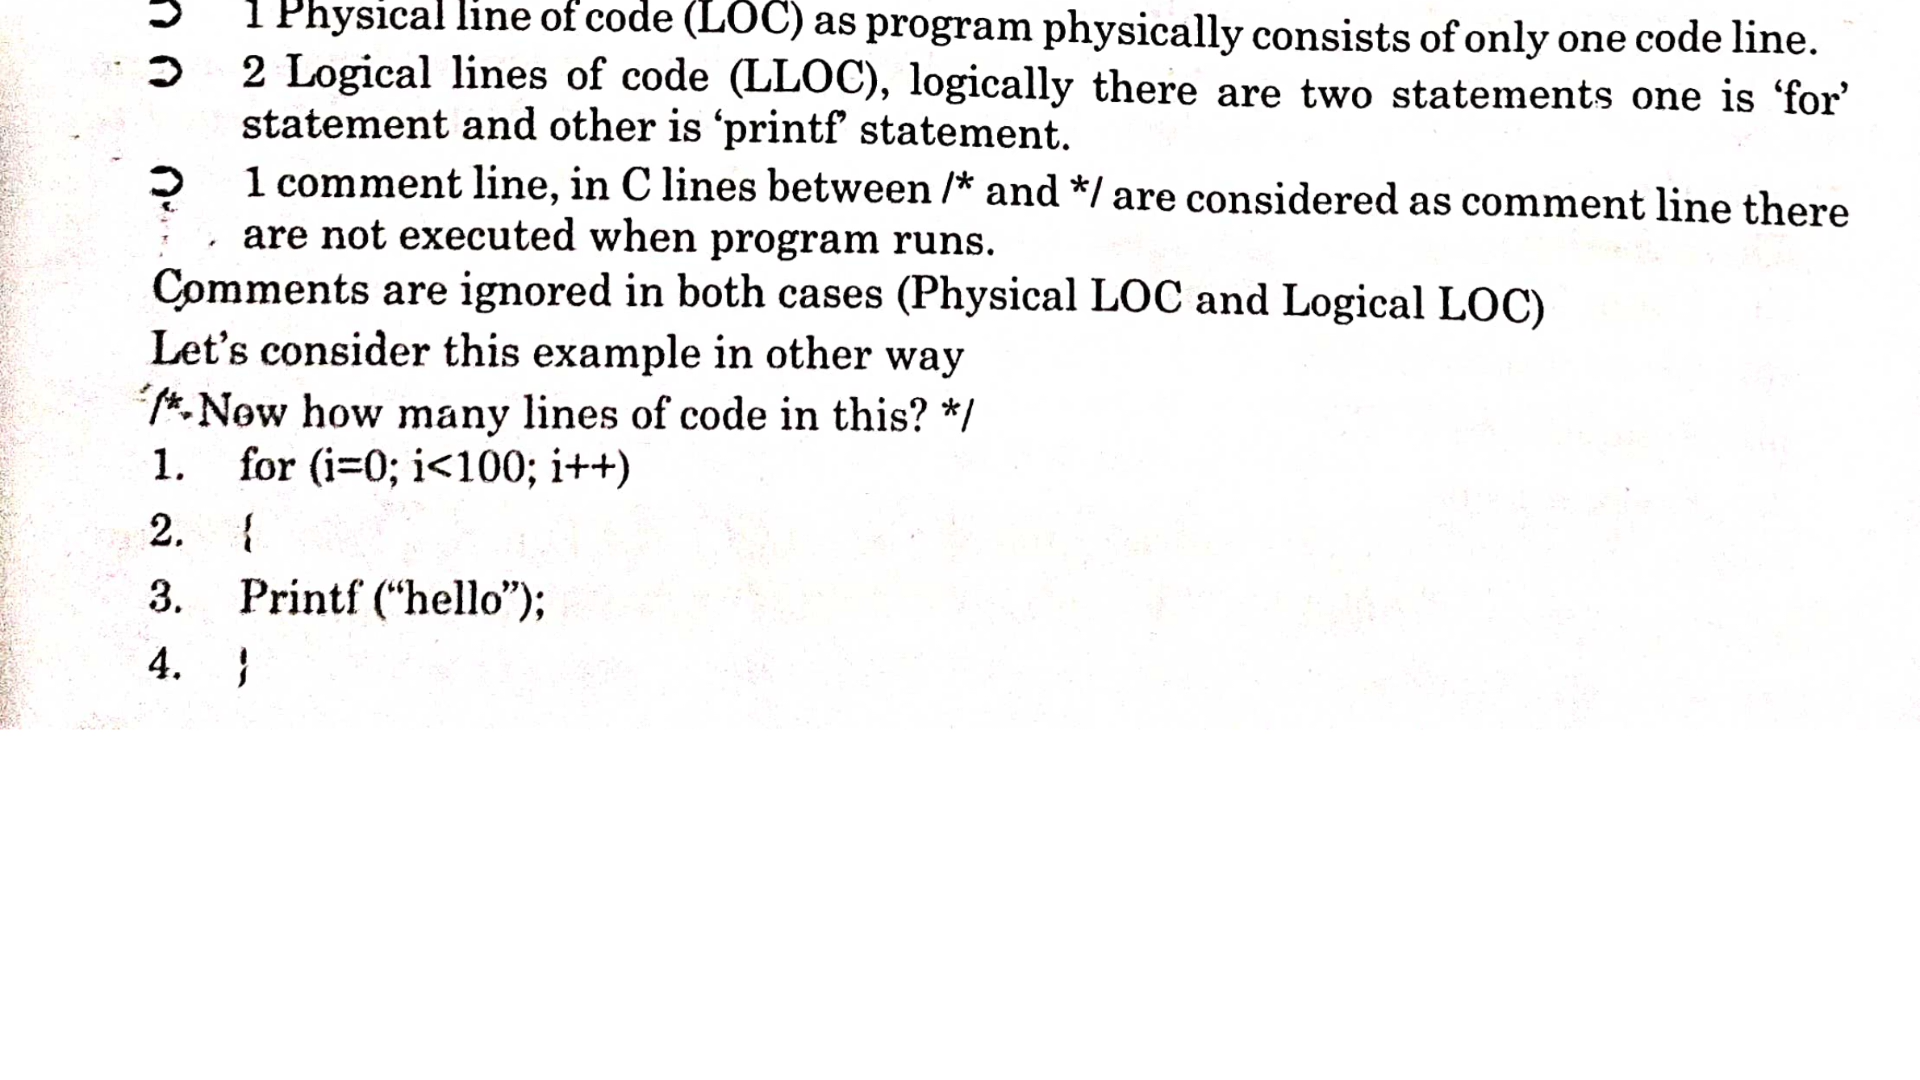 1 Physical line of code (LOC) as program physically consists of only one code line.
2 Logical lines of code (LLOC), logically there are two statements one is ‘for’
statement and other is ‘printf’ statement.
1 comment line, in C lines between /* and */ are considered as comment line there
are not executed when program runs.
Comments are ignored in both cases (Physical LOC and Logical LOC)
Let’s consider this example in other way
/* Now how many lines of code in this? */
1. for (i=0; i<100; i++)
2. {
3. Printf (“hello”);
4. }